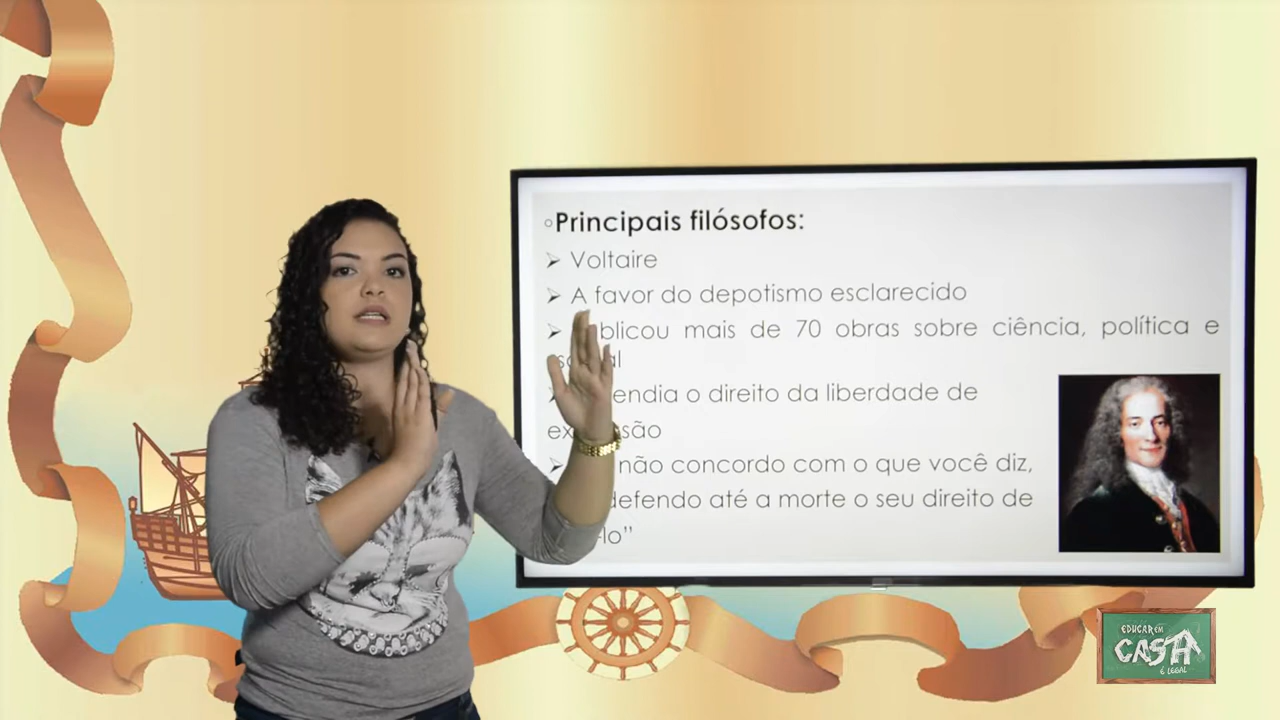 Principais filósofos:
Voltaire
A favor do depotismo esclarecido
mais de 70 obras sobre ciência, política e
o direito da liberdade de
não concordo com o que você diz,
até a morte o seu direito de
EDUCAR EM
CASA
É LEGAL